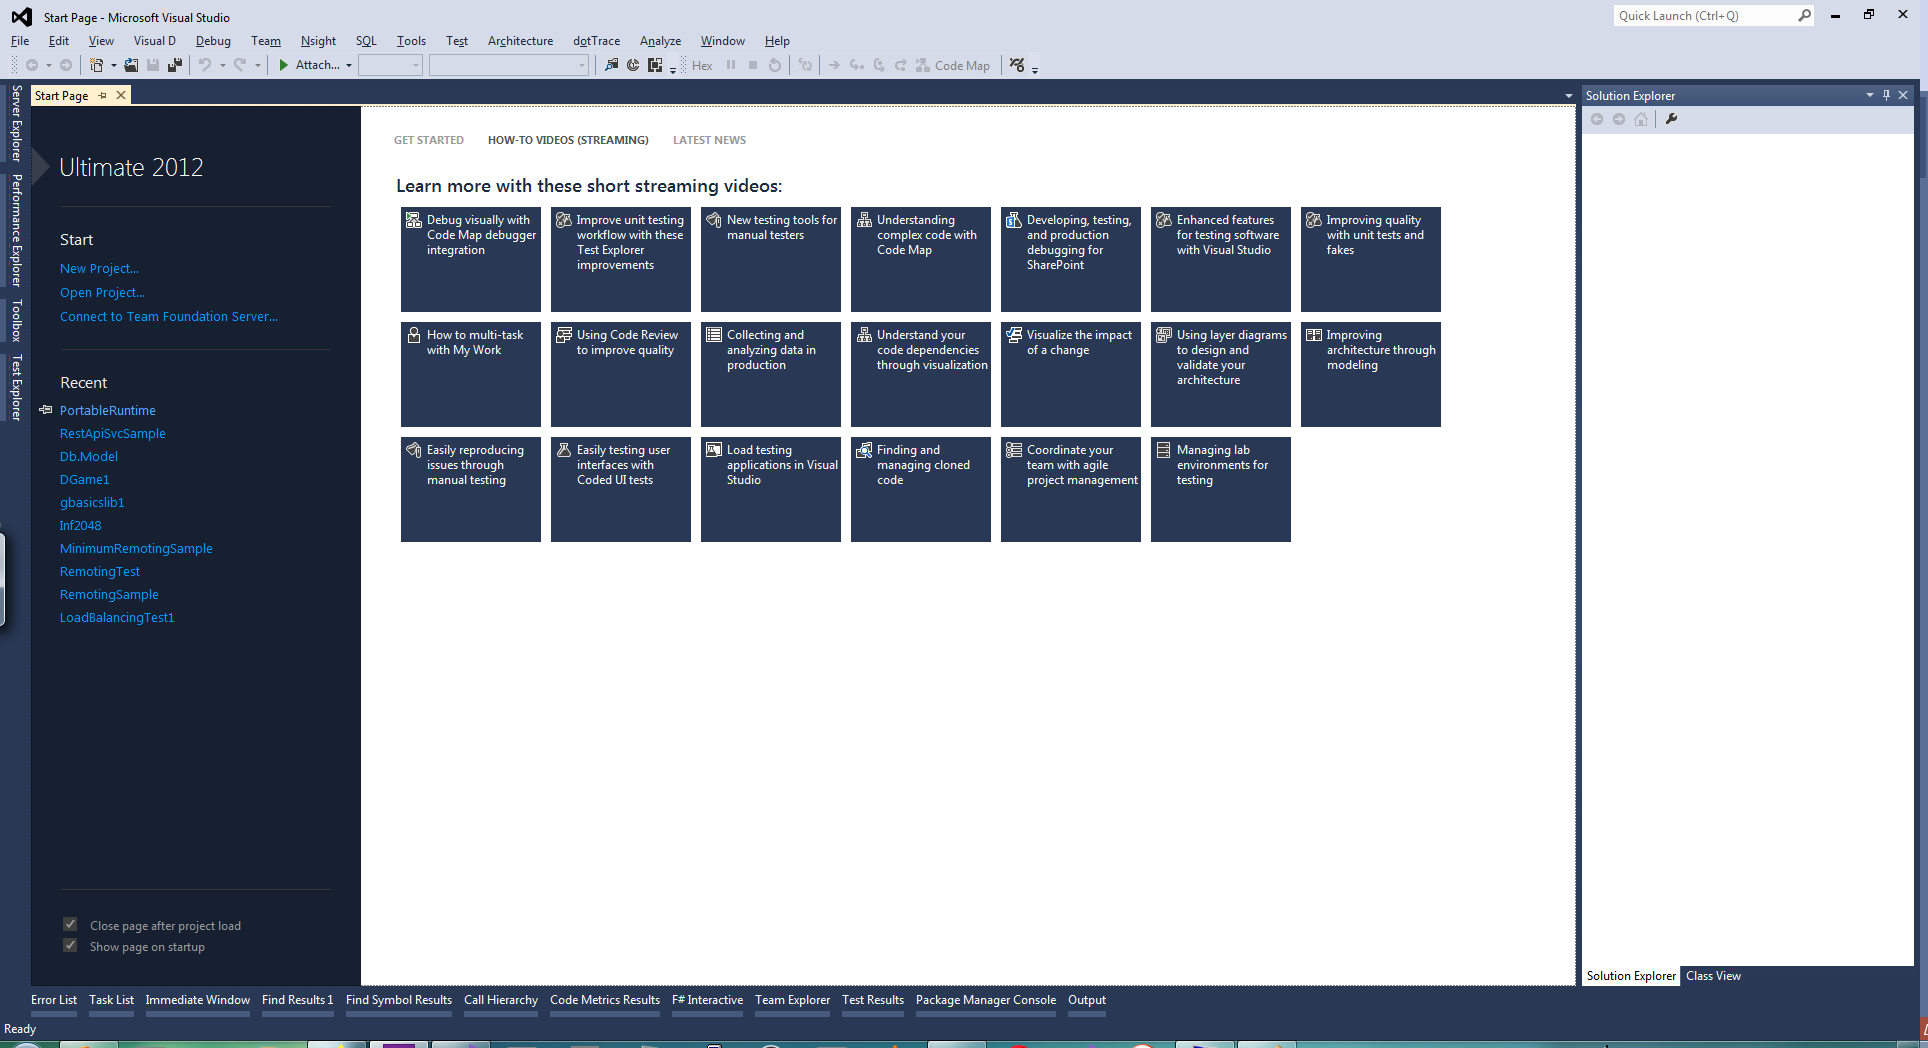 Start Page - Microsoft Visual Studio
Quick Launch (Ctrl+Q)
File Edit View Visual D Debug Team Nsight SQL Tools Test Architecture dotTrace Analyze Window Help
Attach... Hex Code Map
Server Explorer
Performance Explorer
Toolbox
Test Explorer
Start Page
Ultimate 2012
Start
New Project...
Open Project...
Connect to Team Foundation Server...
Recent
PortableRuntime
RestApiSvcSample
Db.Model
DGame1
gbasicslib1
Inf2048
MinimumRemotingSample
RemotingTest
RemotingSample
LoadBalancingTest1
Close page after project load
Show page on startup
GET STARTED HOW-TO VIDEOS (STREAMING) LATEST NEWS
Learn more with these short streaming videos:
Debug visually with
Code Map debugger
integration
Improve unit testing
workflow with these
Test Explorer
improvements
New testing tools for
manual testers
Understanding
complex code with
Code Map
Developing, testing,
and production
debugging for
SharePoint
Enhanced features
for testing software
with Visual Studio
Improving quality
with unit tests and
fakes
How to multi-task
with My Work
Using Code Review
to improve quality
Collecting and
analyzing data in
production
Understand your
code dependencies
through visualization
Visualize the impact
of a change
Using layer diagrams
to design and
validate your
architecture
Improving
architecture through
modeling
Easily reproducing
issues through
manual testing
Easily testing user
interfaces with
Coded UI tests
Load testing
applications in Visual
Studio
Finding and
managing cloned
code
Coordinate your
team with agile
project management
Managing lab
environments for
testing
Solution Explorer
Solution Explorer Class View
Error List Task List Immediate Window Find Results 1 Find Symbol Results Call Hierarchy Code Metrics Results F# Interactive Team Explorer Test Results Package Manager Console Output
Ready